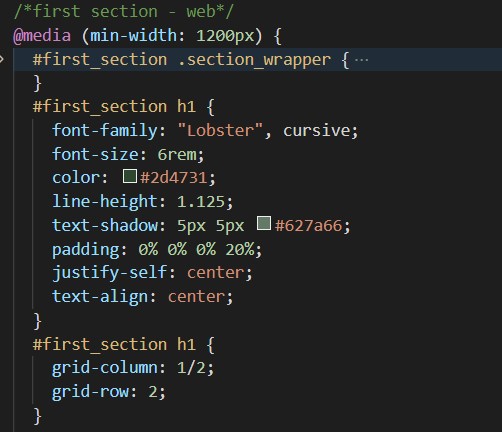 /*first section - web*/
@media (min-width: 1200px) {
  #first_section .section_wrapper { ...
  }
  #first_section h1 {
    font-family: "Lobster", cursive;
    font-size: 6rem;
    color: #2d4731;
    line-height: 1.125;
    text-shadow: 5px 5px #627a66;
    padding: 0% 0% 0% 20%;
    justify-self: center;
    text-align: center;
  }
  #first_section h1 {
    grid-column: 1/2;
    grid-row: 2;
  }